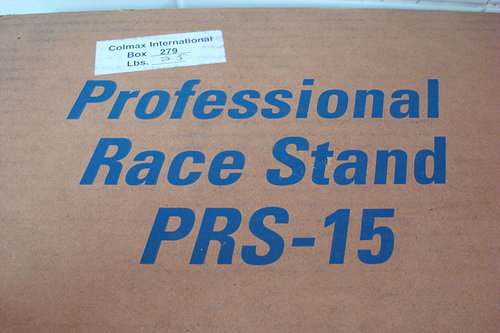 Colmax International
Box 279
Lbs.
Professional
Race Stand
PRS-15